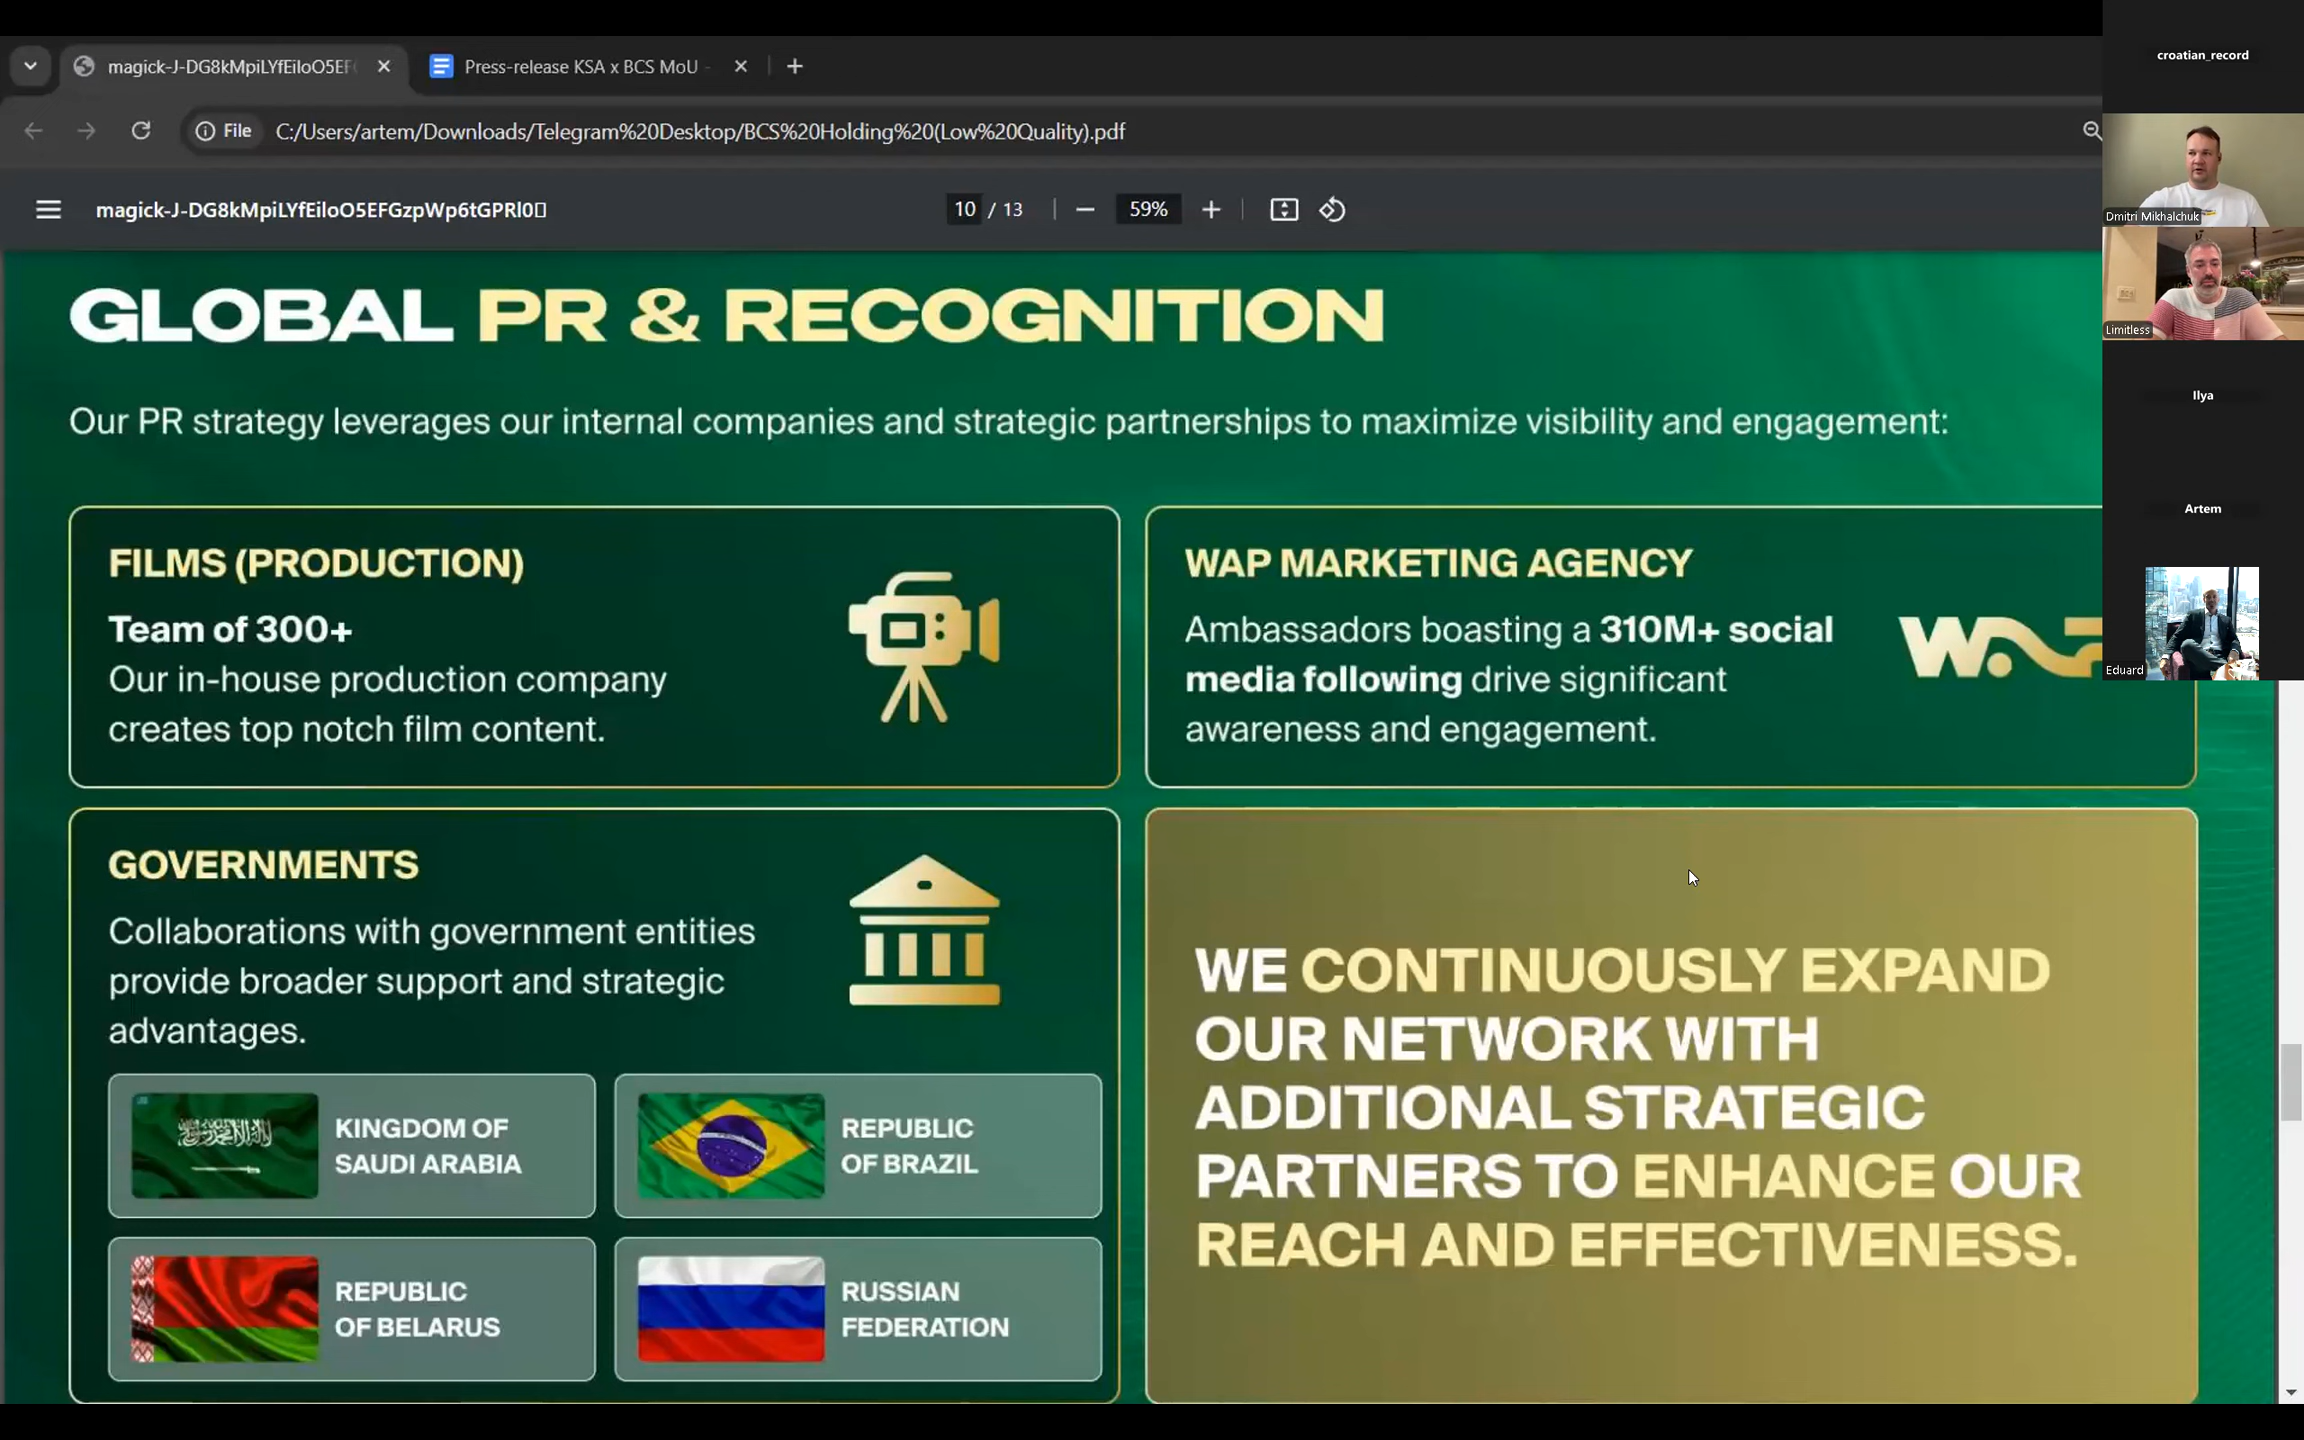 magick-J-DG8kMpiLYfEiloO5EF
Press-release KSA x BCS MoU -
File
C:/Users/artem/Downloads/Telegram%20Desktop/BCS%20Holding%20(Low%20Quality).pdf
magick-J-DG8kMpiLYfEiloO5EFGzpWp6tGPRl0
10 / 13
59%
GLOBAL PR & RECOGNITION
Our PR strategy leverages our internal companies and strategic partnerships to maximize visibility and engagement:
FILMS (PRODUCTION)
Team of 300+
Our in-house production company
creates top notch film content.
WAP MARKETING AGENCY
Ambassadors boasting a 310M+ social
media following drive significant
awareness and engagement.
GOVERNMENTS
Collaborations with government entities
provide broader support and strategic
advantages.
KINGDOM OF
SAUDI ARABIA
REPUBLIC
OF BRAZIL
REPUBLIC
OF BELARUS
RUSSIAN
FEDERATION
WE CONTINUOUSLY EXPAND
OUR NETWORK WITH
ADDITIONAL STRATEGIC
PARTNERS TO ENHANCE OUR
REACH AND EFFECTIVENESS.
croatian_record
Dmitri Mikhalchuk
Limitless
Ilya
Artem
Eduard